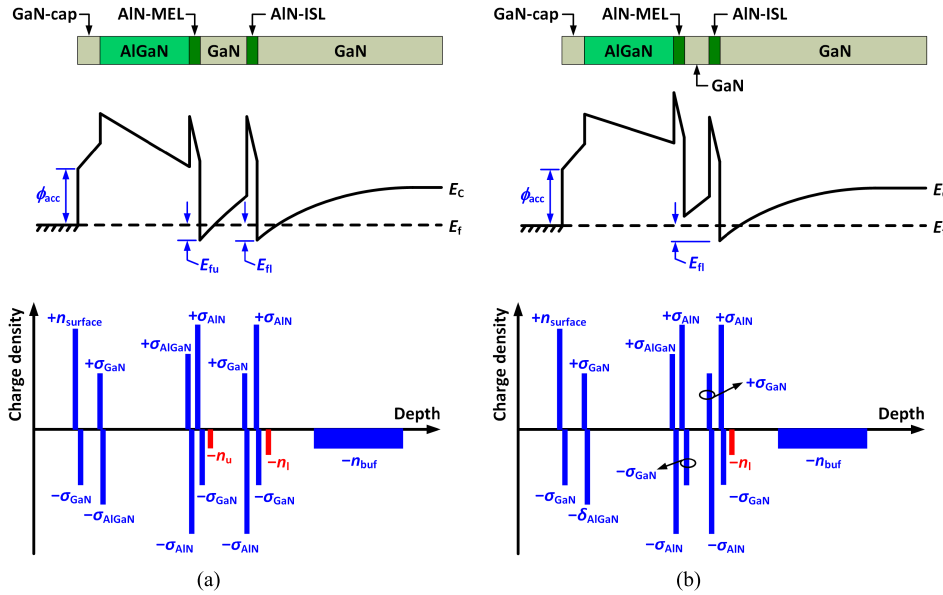 GaN-cap AlN-MEL AlN-ISL
AlGaN GaN GaN
ϕacc
EC
Ef
Efu Efl
Charge density
+nsurface
+σGaN
+σAlGaN
+σAlN
+σGaN
+σAlN
Depth
−σGaN
−σAlGaN
−σAlN
−σGaN
−nu
−σAlN
−nl
−σGaN
−nbuf
(a)
GaN-cap AlN-MEL AlN-ISL
AlGaN GaN
GaN
ϕacc
E
E
Efl
Charge density
+nsurface
+σGaN
+σAlGaN
+σAlN
+σAlN
+σGaN
Depth
−σGaN
−δAlGaN
−σGaN
−σAlN
−σAlN
−nl
−σGaN
−nbuf
(b)